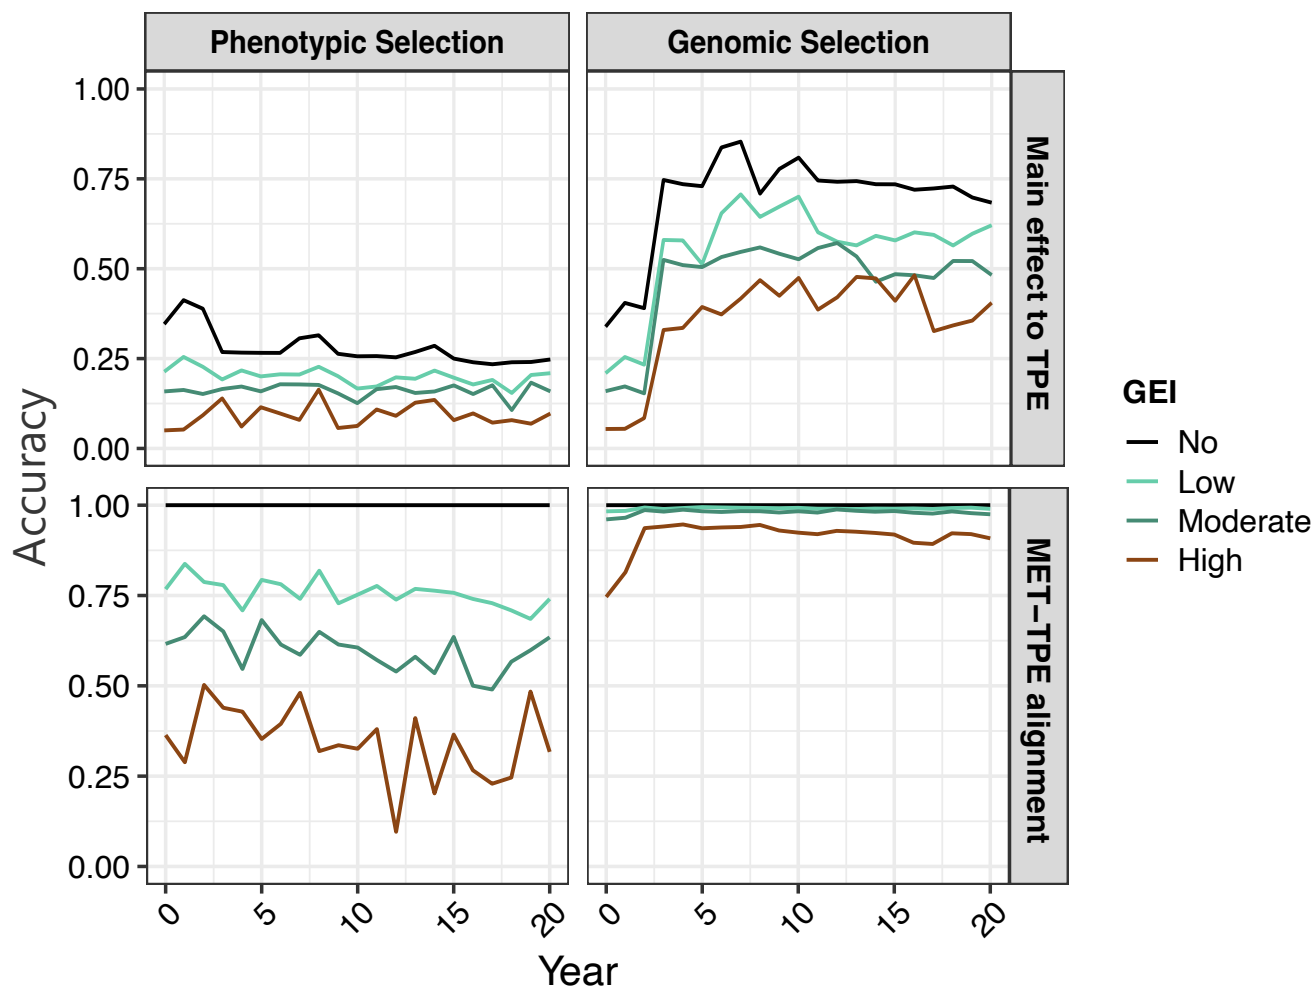 Phenotypic Selection
Genomic Selection
1.00
0.75
0.50
0.25
0.00
Main effect to TPE
1.00
0.75
0.50
0.25
0.00
MET−TPE alignment
Accuracy
0
5
10
15
20
0
5
10
15
20
Year
GEI
No
Low
Moderate
High